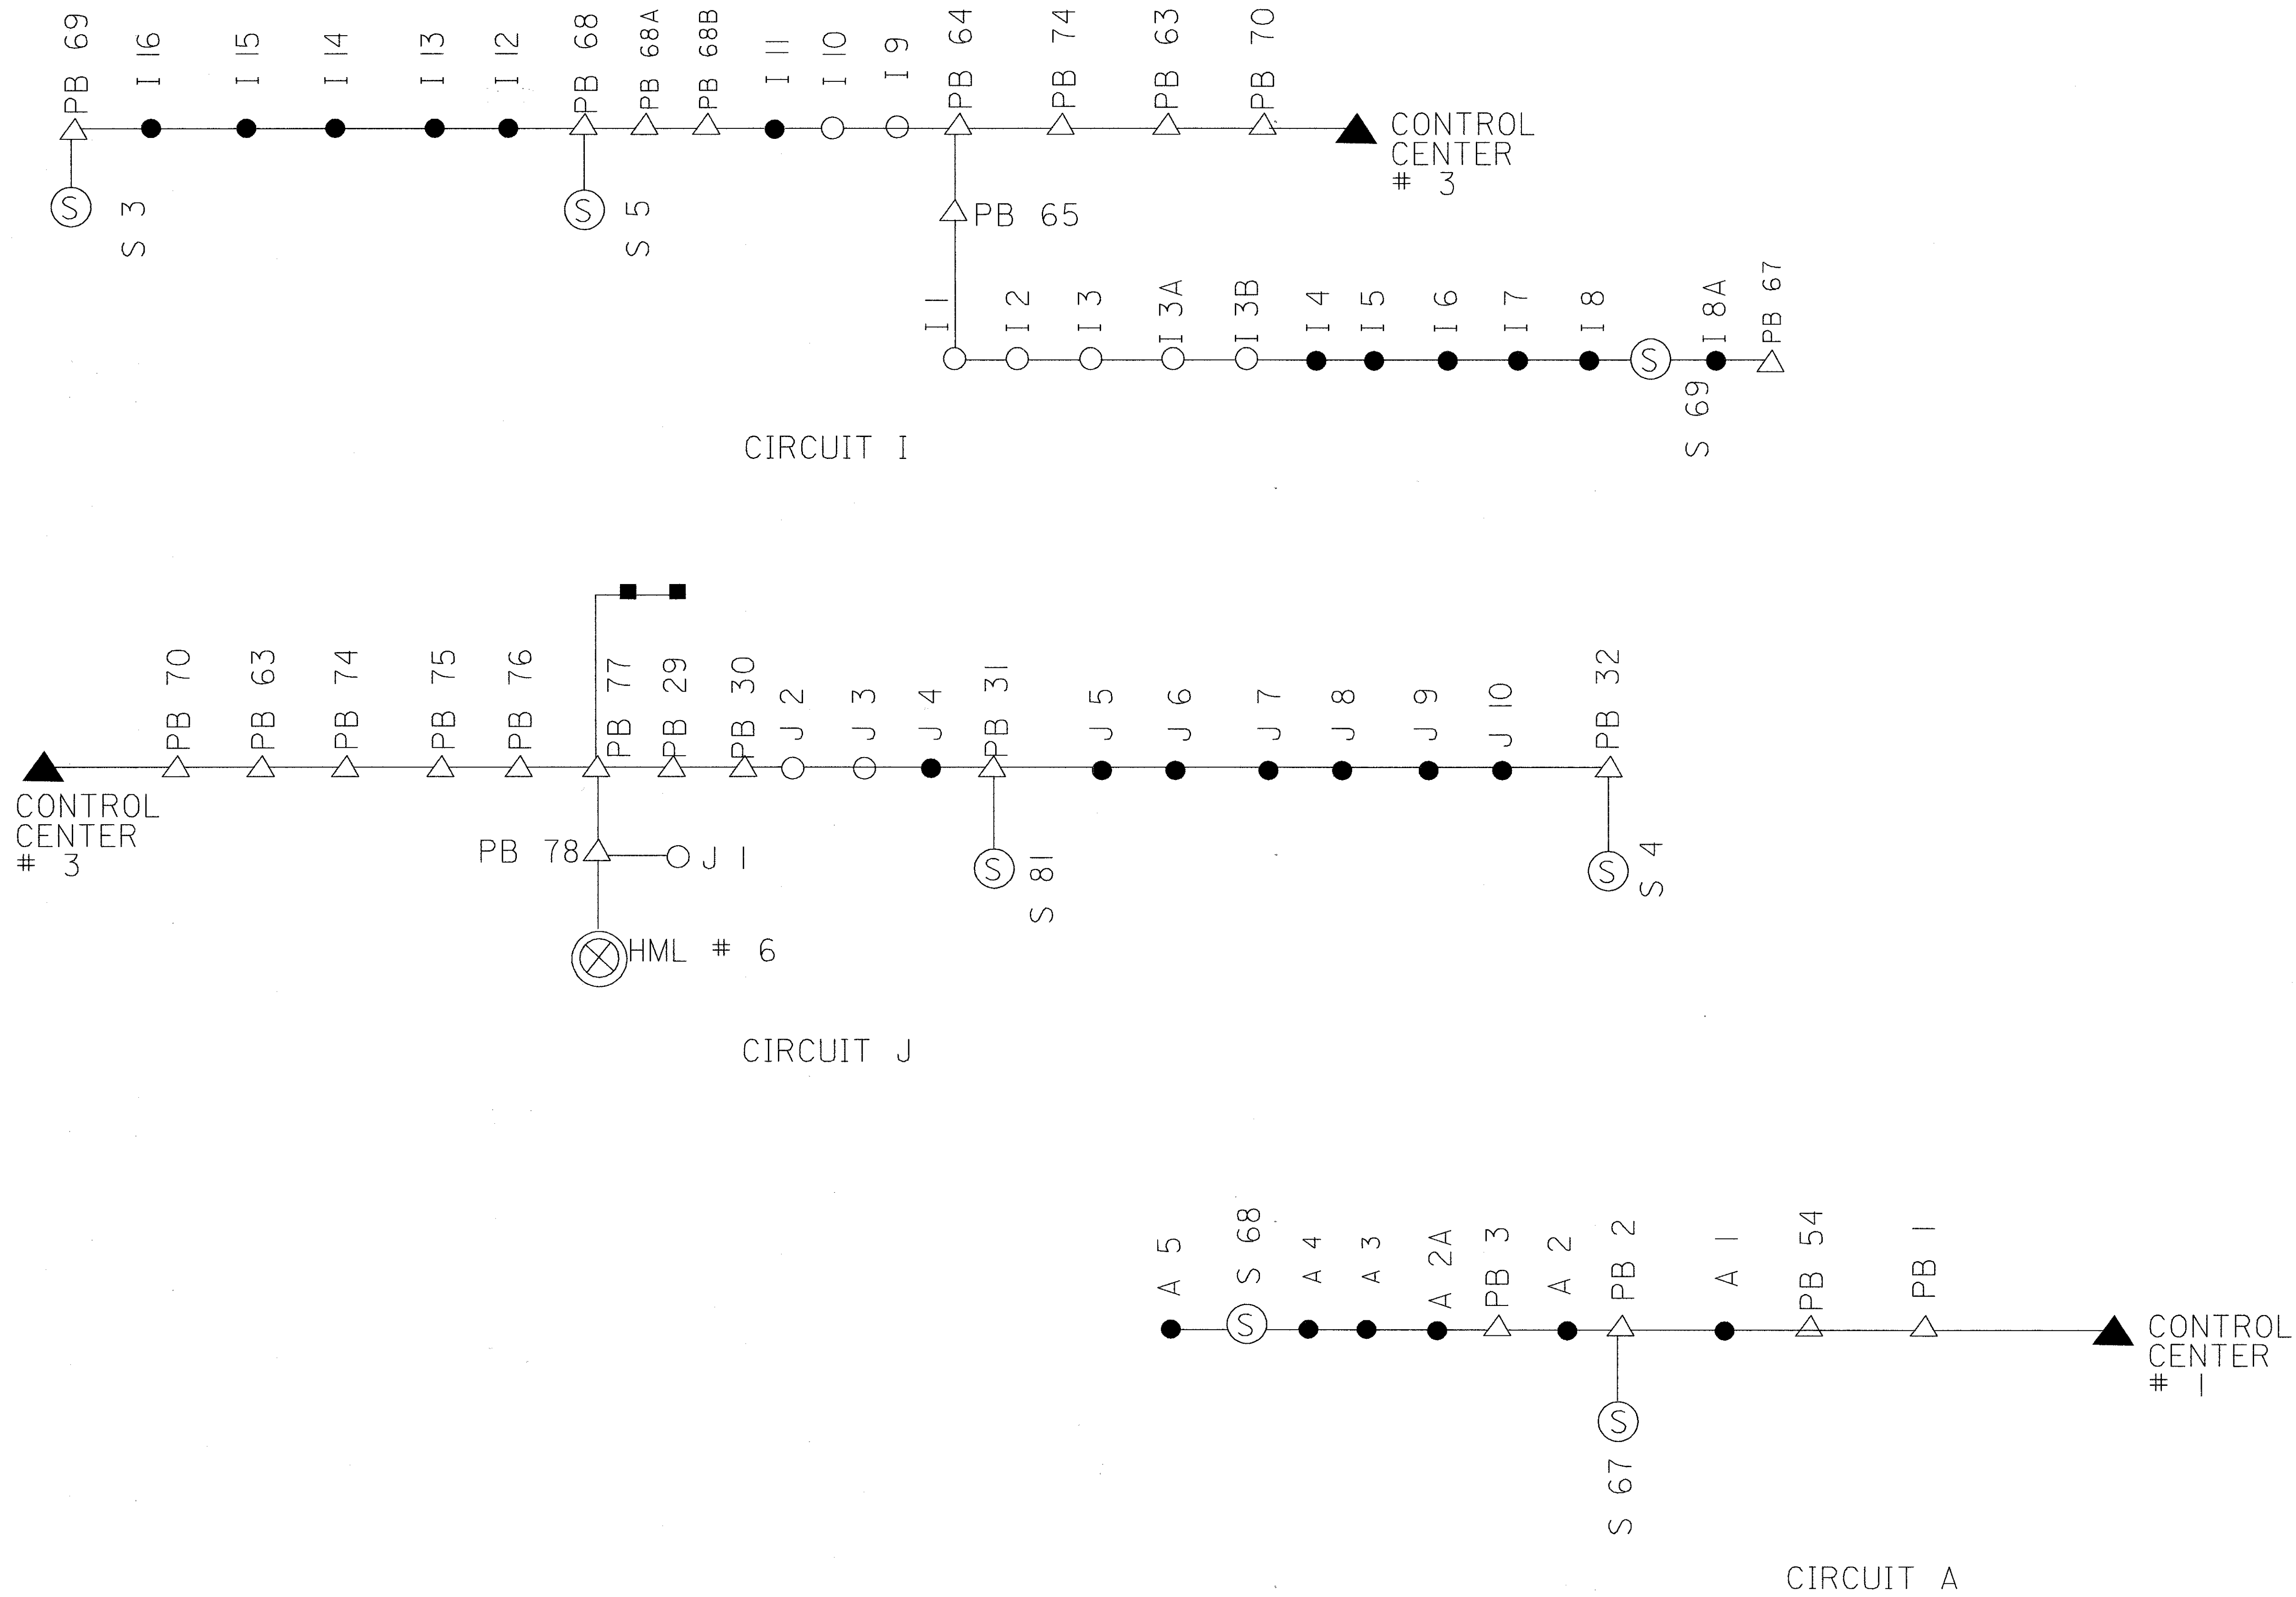 PB 69
I 16
I 15
I 14
I 13
I 12
PB 68
PB 68A
PB 68B
I 11
I 10
I 9
PB 64
PB 74
PB 63
PB 70
CONTROL
CENTER
# 3
S
S 3
S
S 5
PB 65
I 1
I 2
I 3
I 3A
I 3B
I 4
I 5
I 6
I 7
I 8
S
S 69
I 8A
PB 67
CIRCUIT I
CONTROL
CENTER
# 3
PB 70
PB 63
PB 74
PB 75
PB 76
PB 77
PB 29
PB 30
J 2
J 3
J 4
PB 31
J 5
J 6
J 7
J 8
J 9
J 10
PB 32
PB 78
J 1
S
S 81
S
S 4
HML # 6
CIRCUIT J
A 5
S 68
S
A 4
A 3
A 2A
PB 3
A 2
PB 2
A 1
PB 54
PB 1
CONTROL
CENTER
# 1
S
S 67
CIRCUIT A